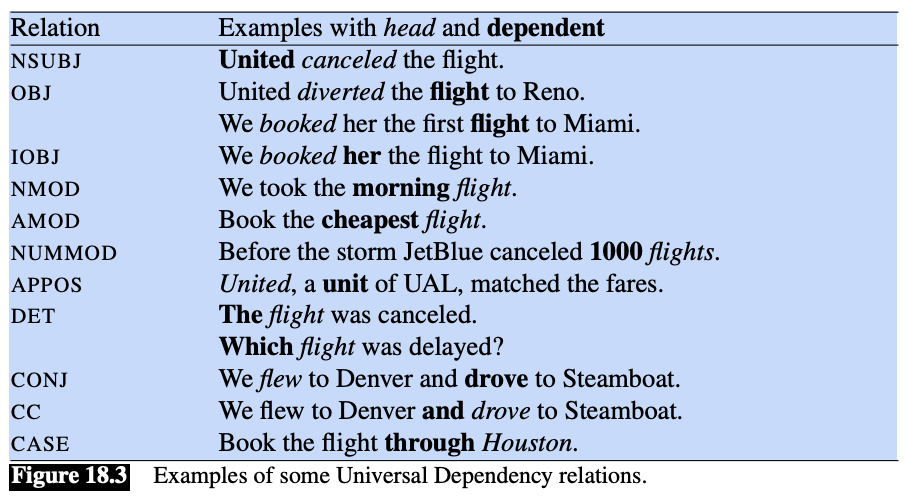 Relation Examples with head and dependent
NSUBJ United canceled the flight.
OBJ United diverted the flight to Reno.
We booked her the first flight to Miami.
IOBJ We booked her the flight to Miami.
NMOD We took the morning flight.
AMOD Book the cheapest flight.
NUMMOD Before the storm JetBlue canceled 1000 flights.
APPOS United, a unit of UAL, matched the fares.
DET The flight was canceled.
Which flight was delayed?
CONJ We flew to Denver and drove to Steamboat.
CC We flew to Denver and drove to Steamboat.
CASE Book the flight through Houston.
Figure 18.3 Examples of some Universal Dependency relations.